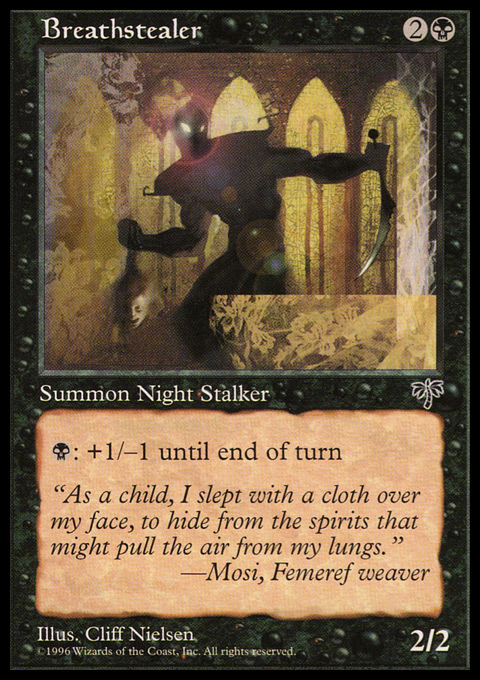 Breathstealer 2
Summon Night Stalker
: +1/–1 until end of turn
“As a child, I slept with a cloth over
my face, to hide from the spirits that
might pull the air from my lungs.”
—Mosi, Femeref weaver
Illus. Cliff Nielsen
©1996 Wizards of the Coast, Inc. All rights reserved.
2/2